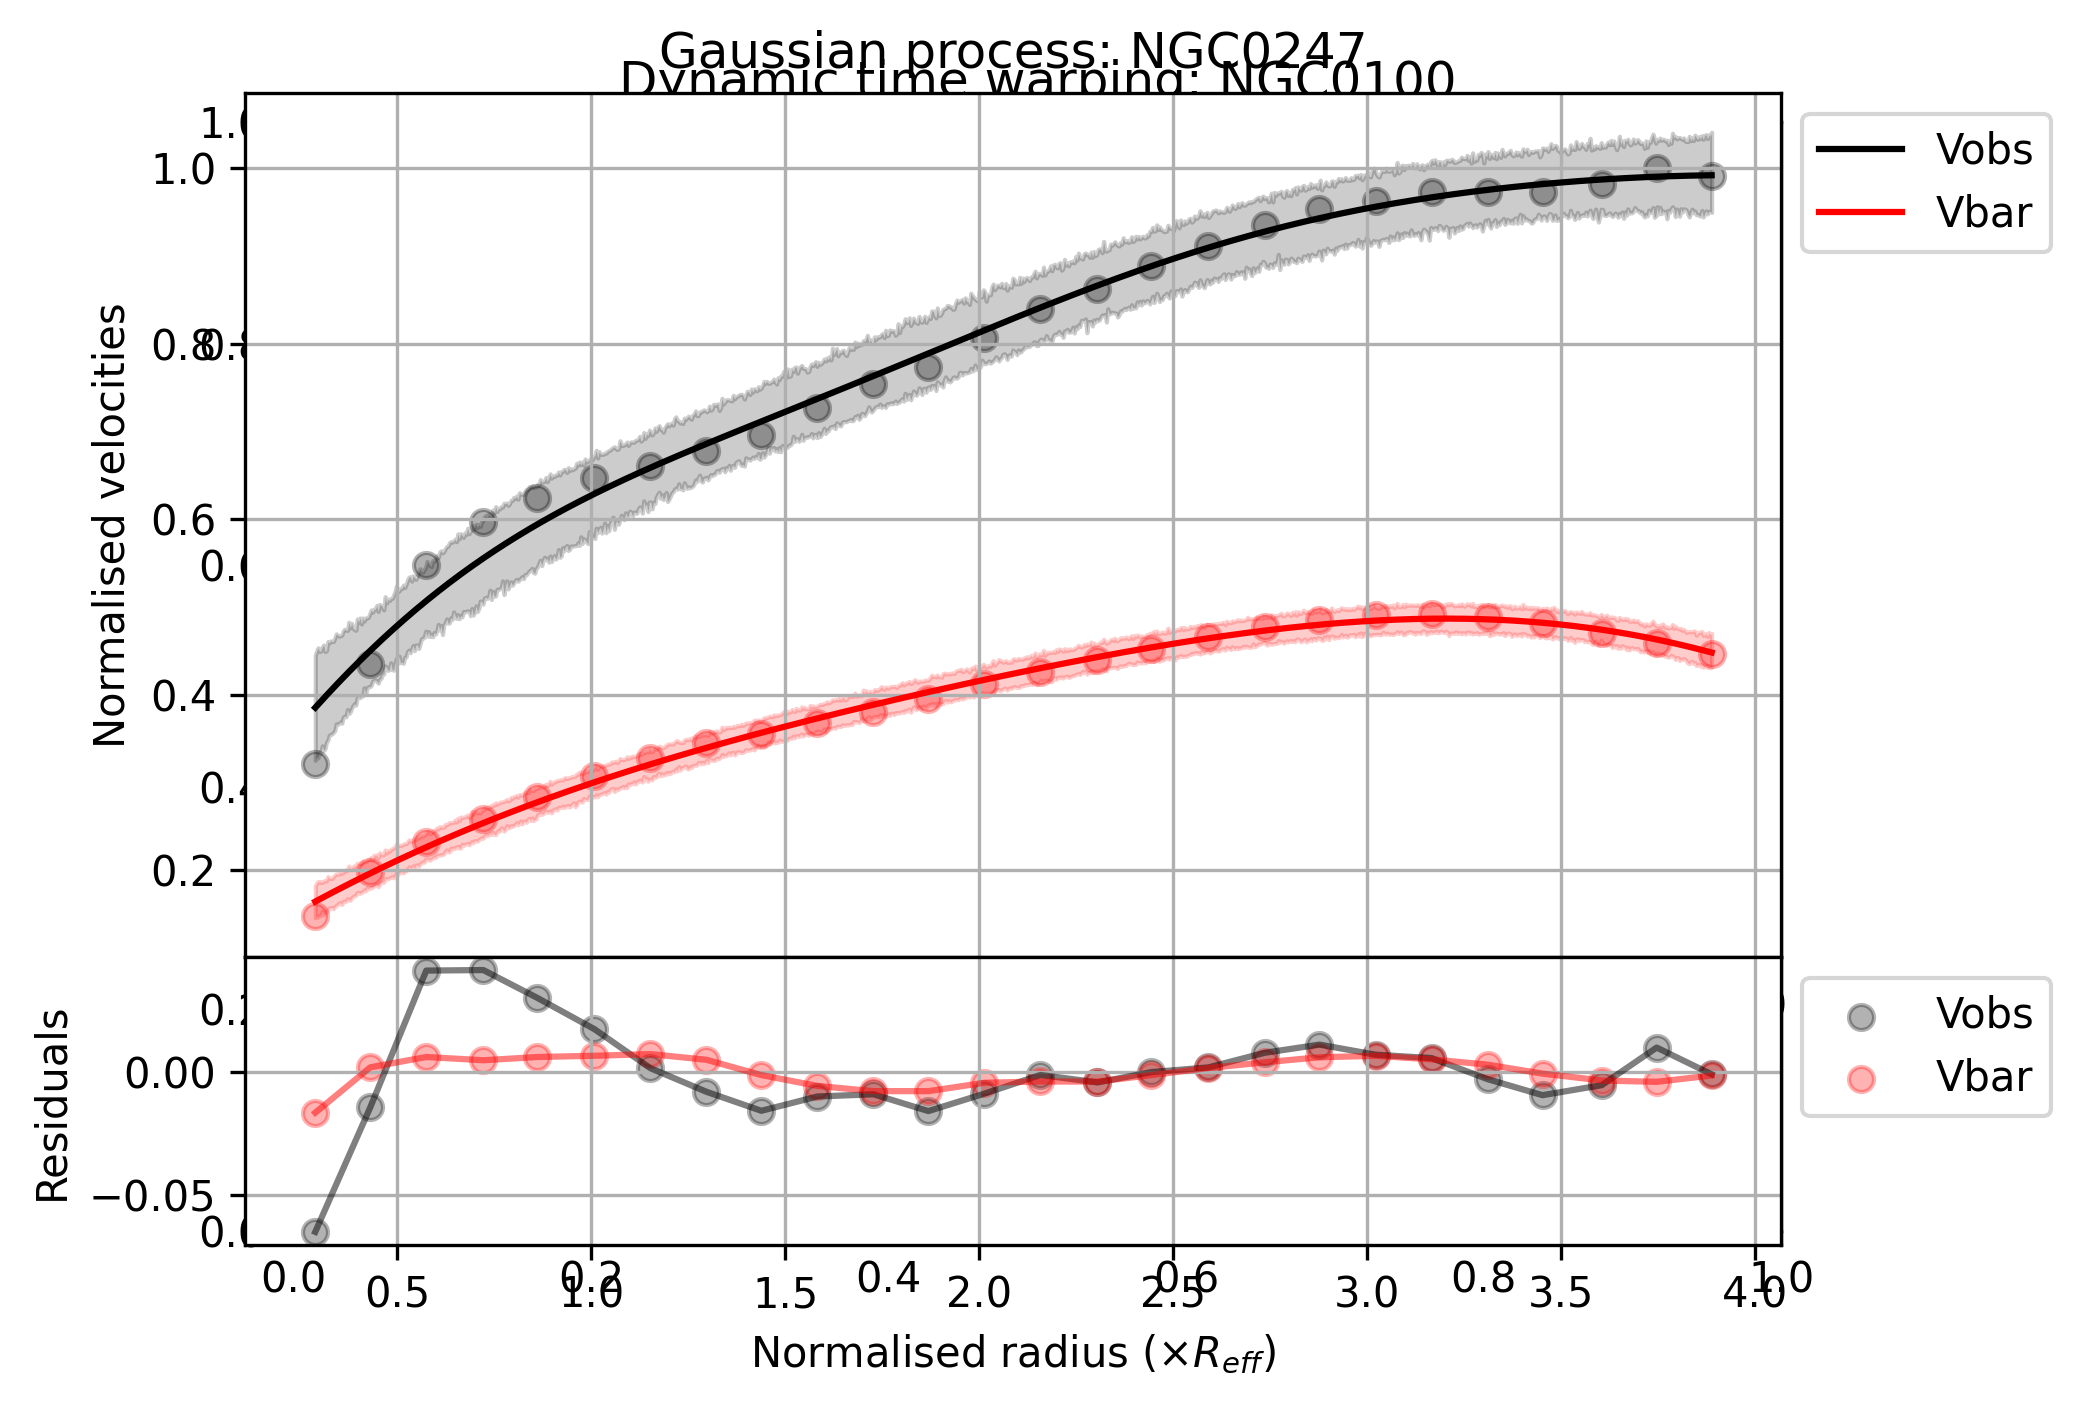 Gaussian process: NGC0247
Dynamic time warping: NGC0100
1.0
0.8
0.6
0.4
0.2
Normalised velocities
Vobs
Vbar
0.00
−0.05
Residuals
Vobs
Vbar
0.0 0.2 0.4 0.6 0.8 1.0
0.5 1.0 1.5 2.0 2.5 3.0 3.5 4.0
Normalised radius (×R_eff)